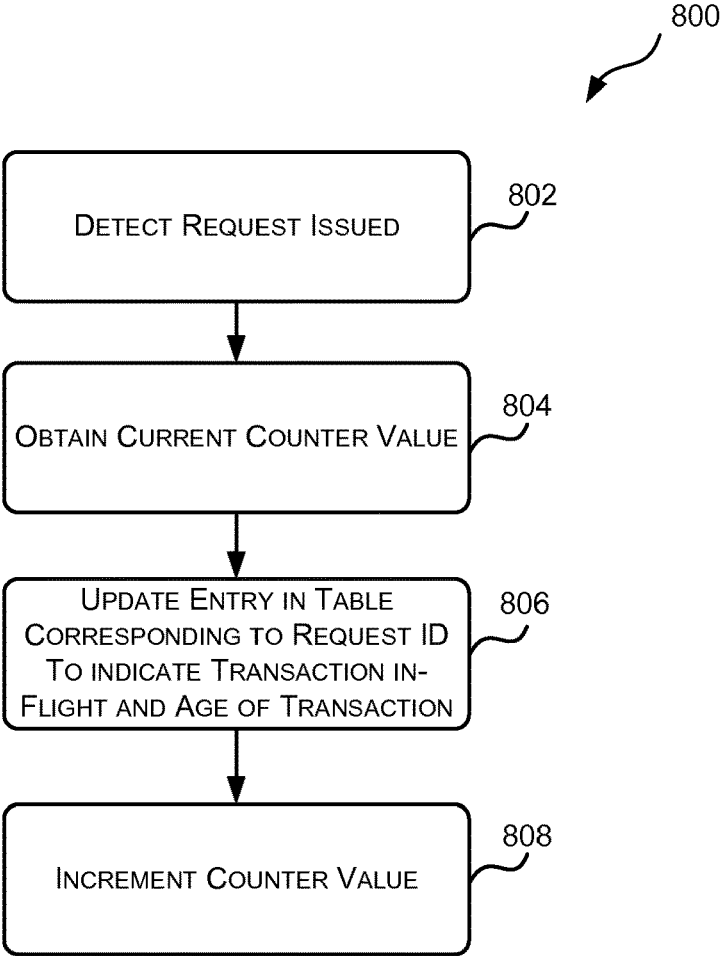 800
DETECT REQUEST ISSUED
802
OBTAIN CURRENT COUNTER VALUE
804
UPDATE ENTRY IN TABLE
CORRESPONDING TO REQUEST ID
TO INDICATE TRANSACTION IN-
FLIGHT AND AGE OF TRANSACTION
806
INCREMENT COUNTER VALUE
808